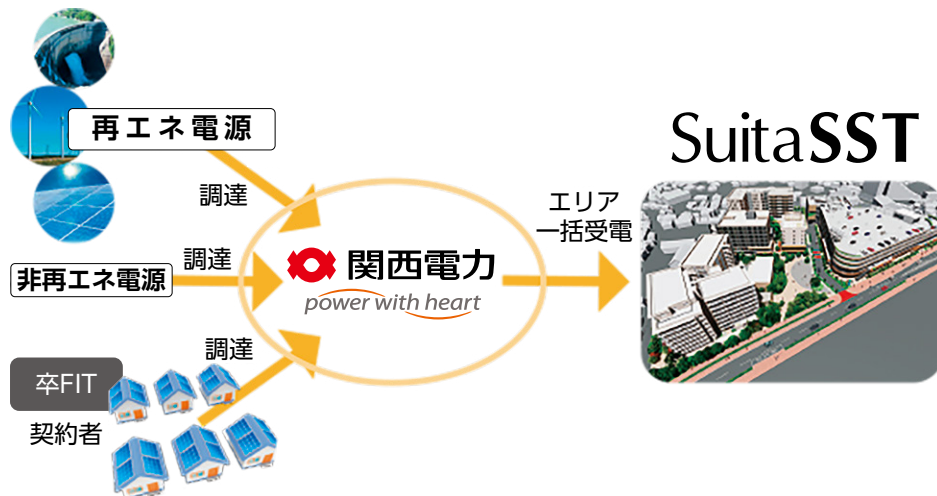 再エネ電源
調達
非再エネ電源
調達
卒FIT
契約者
調達
関西電力
power with heart
エリア
一括受電
SuitaSST